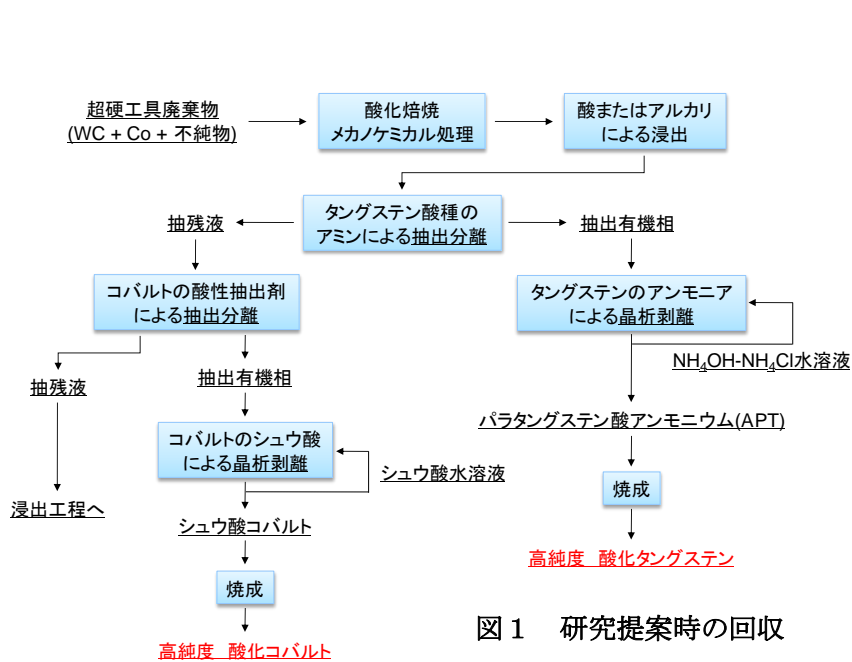 超硬工具廃棄物
(WC + Co + 不純物)
酸化焙焼
メカノケミカル処理
酸またはアルカリ
による浸出
タングステン酸種の
アミンによる抽出分離
抽残液
抽出有機相
コバルトの酸性抽出剤
による抽出分離
タングステンのアンモニア
による晶析剥離
NH4OH-NH4Cl水溶液
抽残液
抽出有機相
パラタングステン酸アンモニウム(APT)
コバルトのシュウ酸
による晶析剥離
シュウ酸水溶液
焼成
浸出工程へ
シュウ酸コバルト
高純度 酸化タングステン
焼成
図1 研究提案時の回収
高純度 酸化コバルト